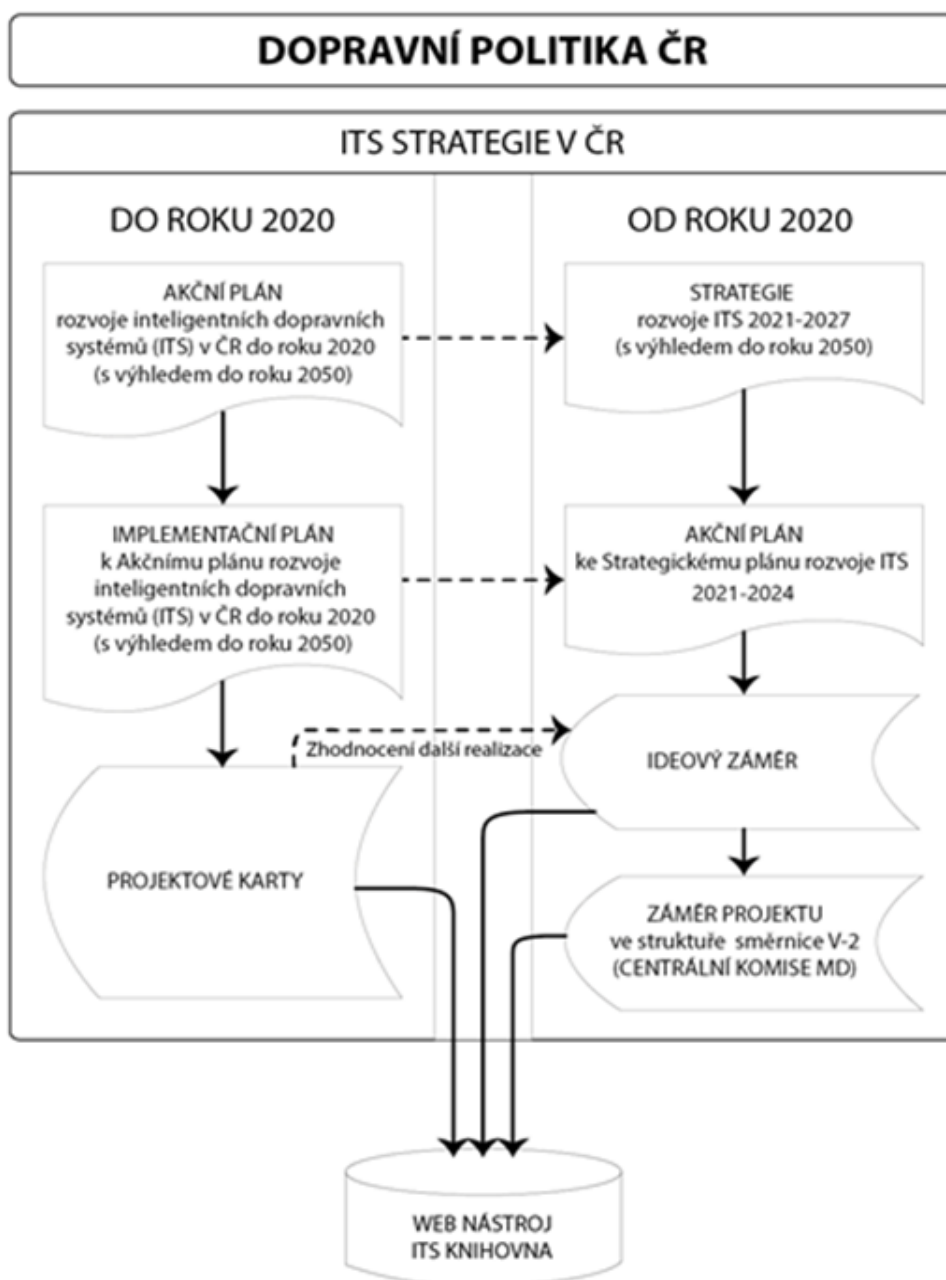 DOPRAVNÍ POLITIKA ČR
ITS STRATEGIE V ČR
DO ROKU 2020
AKČNÍ PLÁN
rozvoje inteligentních dopravních
systémů (ITS) v ČR do roku 2020
(s výhledem do roku 2050)
IMPLEMENTAČNÍ PLÁN
k Akčnímu plánu rozvoje
inteligentních dopravních
systémů (ITS) v ČR do roku 2020
(s výhledem do roku 2050)
Zhodnocení další realizace
PROJEKTOVÉ KARTY
OD ROKU 2020
STRATEGIE
rozvoje ITS 2021-2027
(s výhledem do roku 2050)
AKČNÍ PLÁN
ke Strategickému plánu rozvoje ITS
2021-2024
IDEOVÝ ZÁMĚR
ZÁMĚR PROJEKTU
ve struktuře směrnice V-2
(CENTRÁLNÍ KOMISE MD)
WEB NÁSTROJ
ITS KNIHOVNA